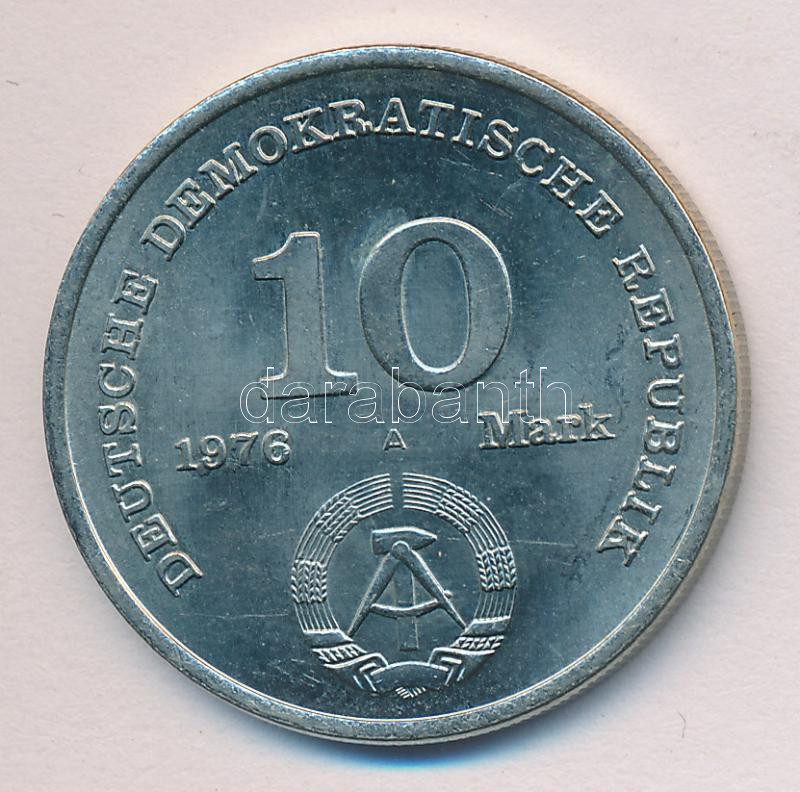 DEUTSCHE DEMOKRATISCHE REPUBLIK
10
darabanth
1976 A Mark